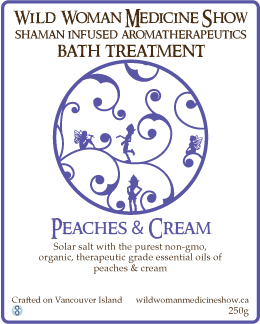 Wild Woman Medicine Show
Shaman Infused Aromatherapeutics
Bath Treatment
Peaches & Cream
Solar salt with the purest non-gmo,
organic, therapeutic grade essential oils of
peaches & cream
Crafted on Vancouver Island wildwomanmedicineshow.ca
250g